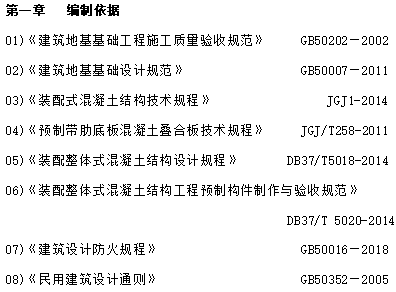 第一章 编制依据
01)《建筑地基基础工程施工质量验收规范》 GB50202－2002
02)《建筑地基基础设计规范》 GB50007－2011
03)《装配式混凝土结构技术规程》 JGJ1-2014
04)《预制带肋底板混凝土叠合板技术规程》 JGJ/T258-2011
05)《装配整体式混凝土结构设计规程》 DB37/T5018-2014
06)《装配整体式混凝土结构工程预制构件制作与验收规范》
DB37/T 5020-2014
07)《建筑设计防火规程》 GB50016－2018
08)《民用建筑设计通则》 GB50352－2005